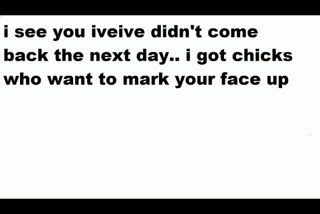 i see you iveive didn't come
back the next day.. i got chicks
who want to mark your face up